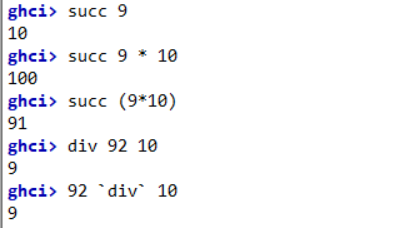 ghci> succ 9
10
ghci> succ 9 * 10
100
ghci> succ (9*10)
91
ghci> div 92 10
9
ghci> 92 `div` 10
9